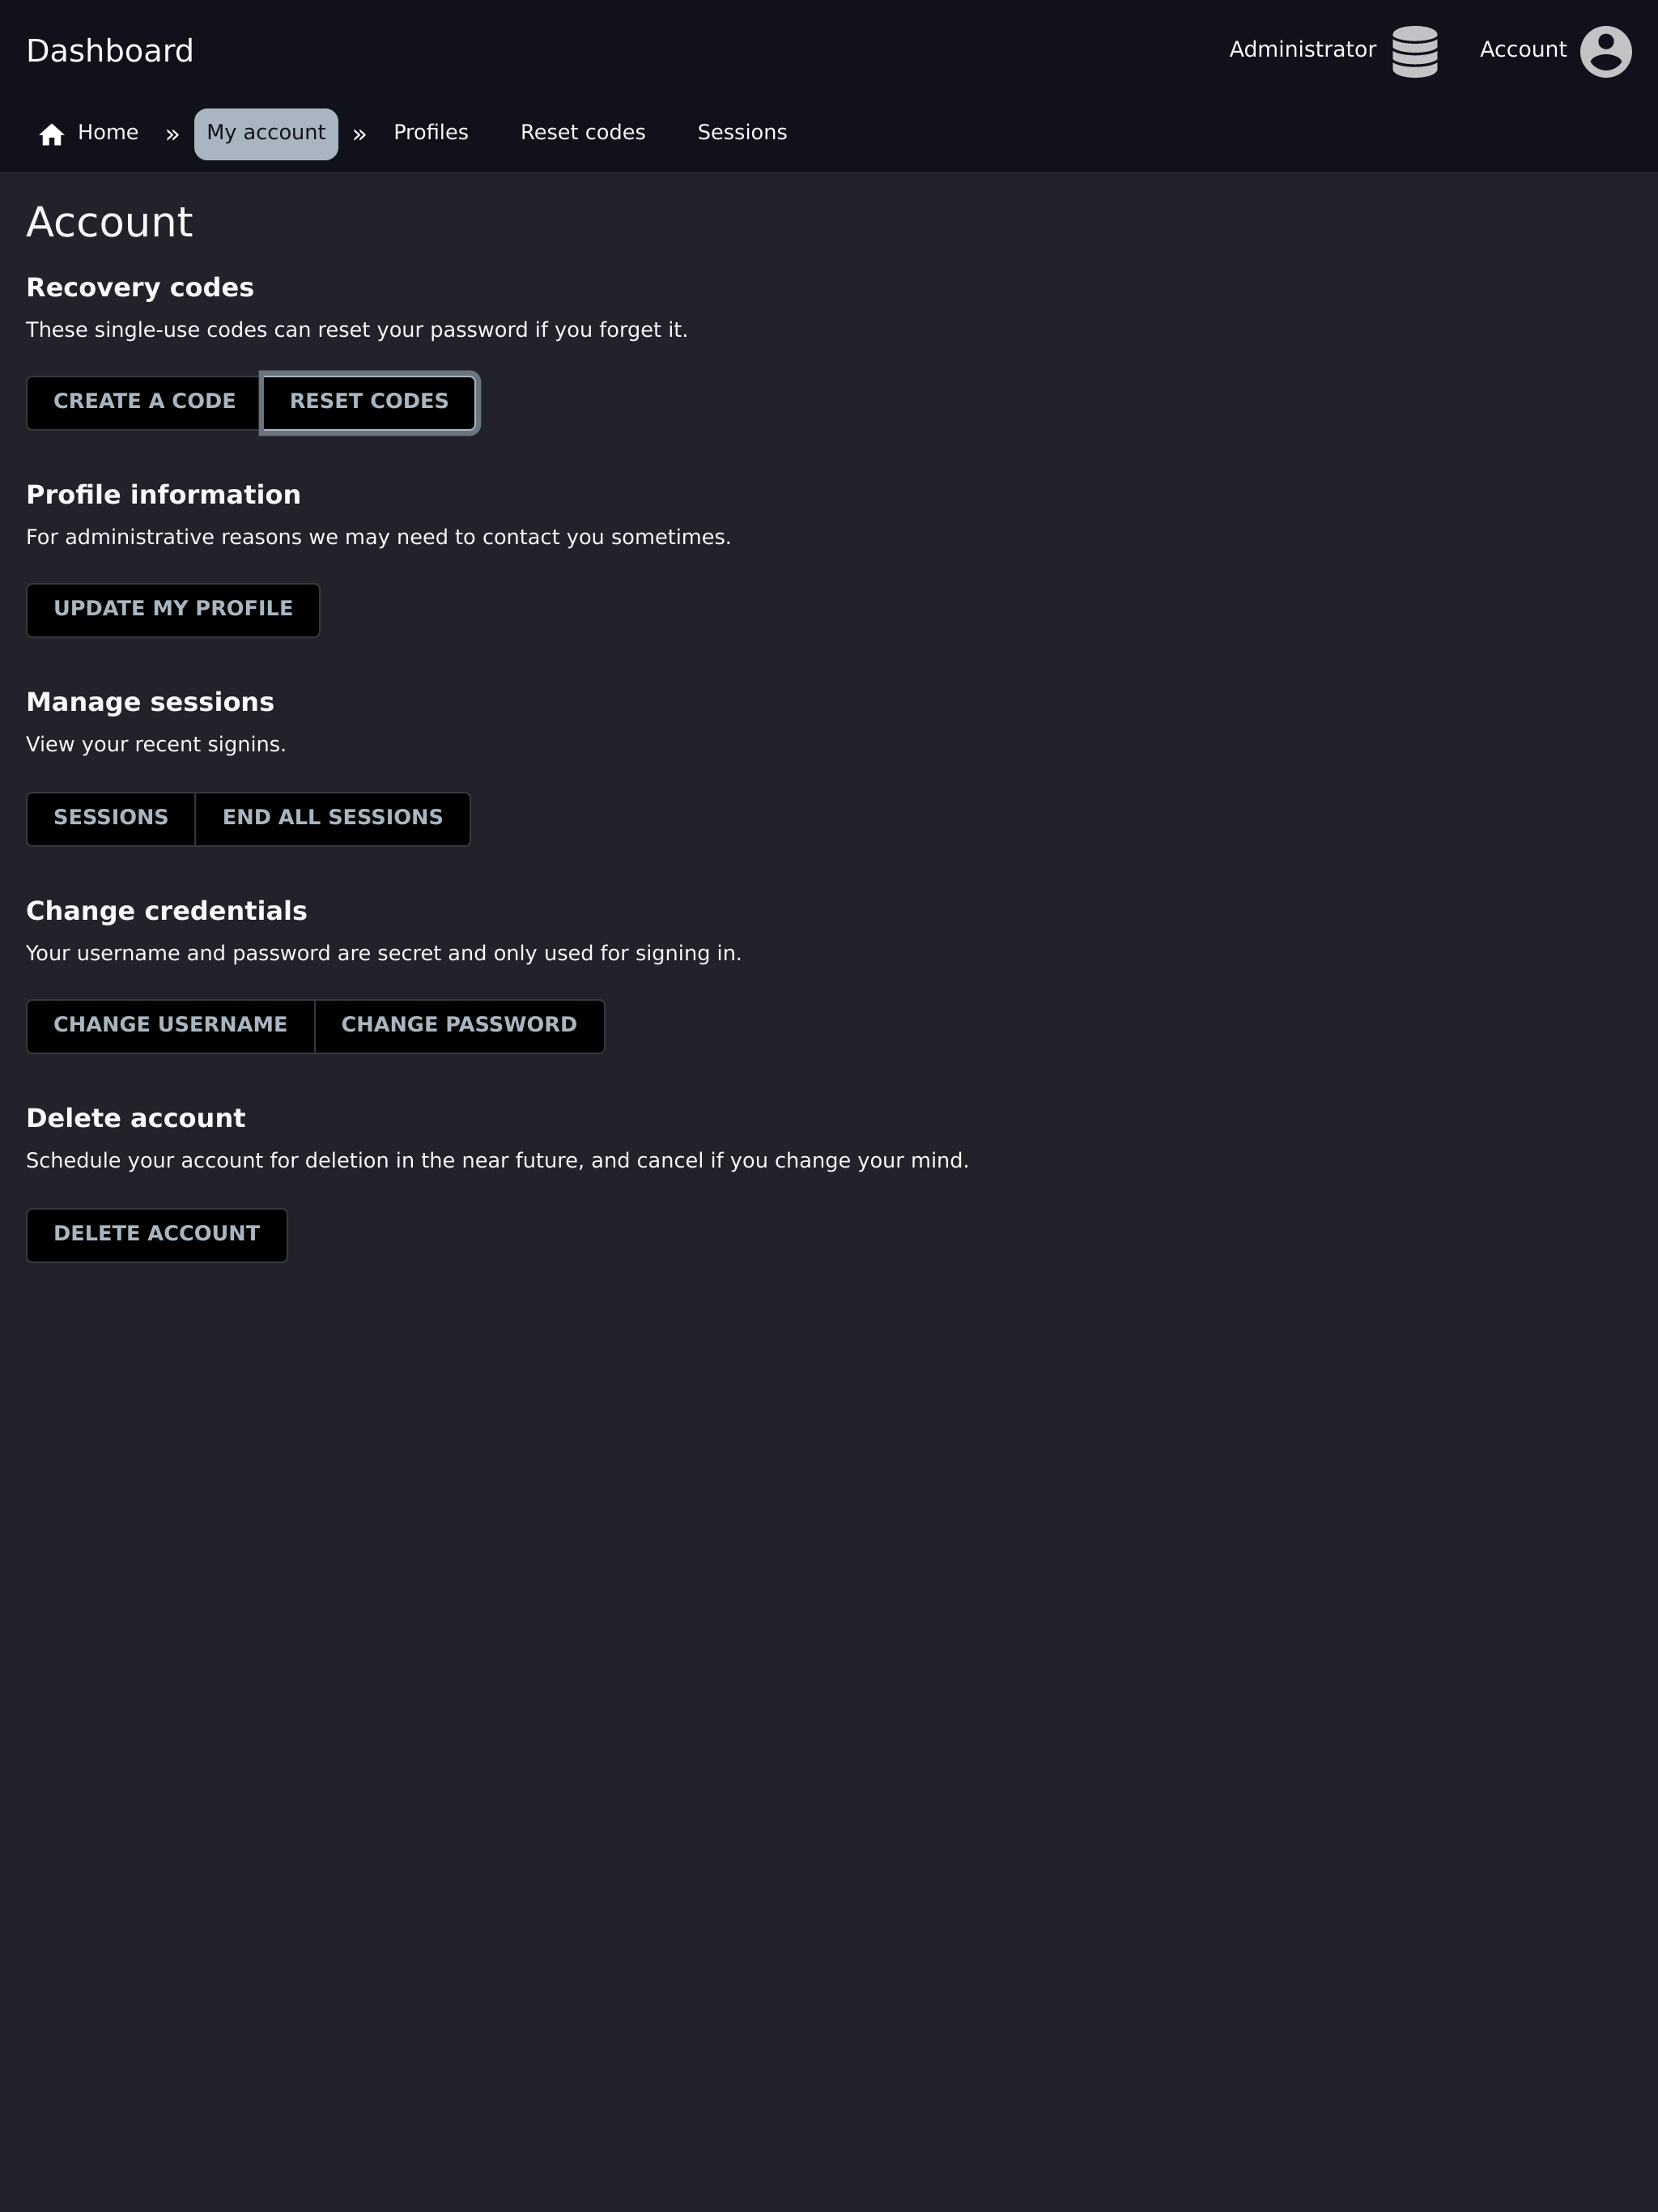 Dashboard
Administrator
Account
Home » My account » Profiles Reset codes Sessions
Account
Recovery codes
These single-use codes can reset your password if you forget it.
CREATE A CODE RESET CODES
Profile information
For administrative reasons we may need to contact you sometimes.
UPDATE MY PROFILE
Manage sessions
View your recent signins.
SESSIONS END ALL SESSIONS
Change credentials
Your username and password are secret and only used for signing in.
CHANGE USERNAME CHANGE PASSWORD
Delete account
Schedule your account for deletion in the near future, and cancel if you change your mind.
DELETE ACCOUNT